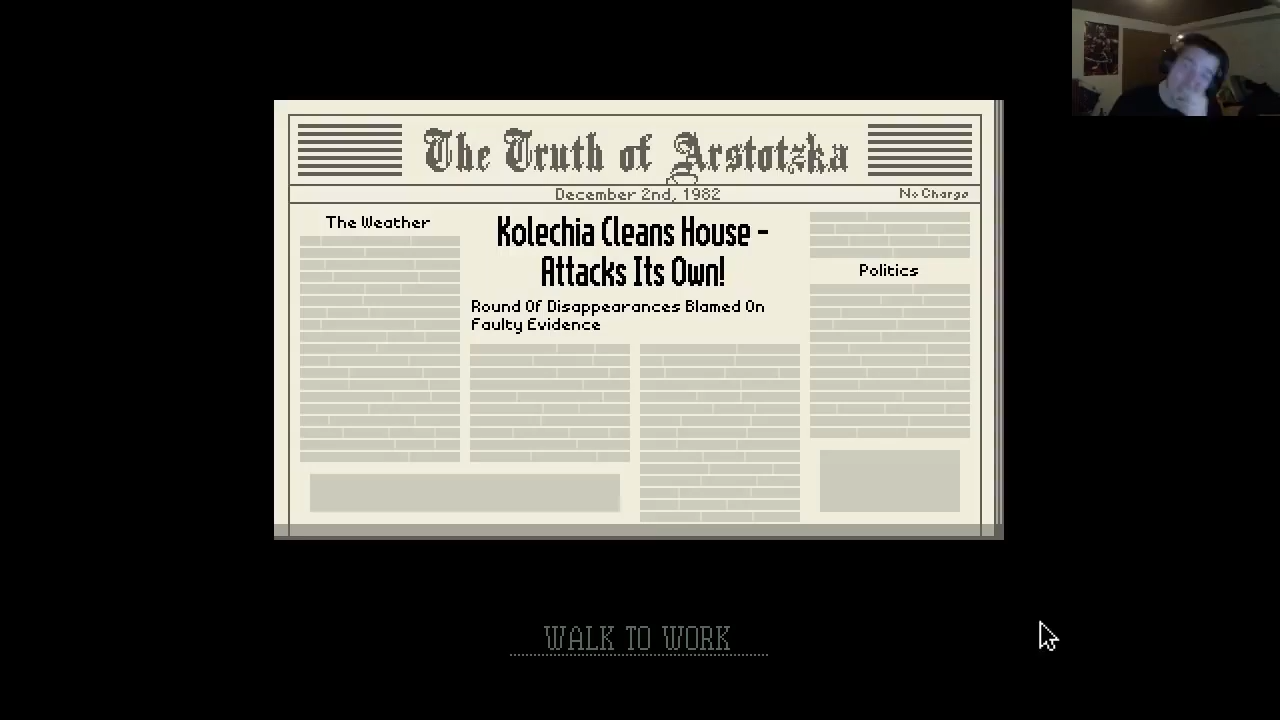 The Truth of Arstotzka
December 2nd, 1982
No Charge
The Weather
Kolechia Cleans House -
Attacks Its Own!
Round Of Disappearances Blamed On
Faulty Evidence
Politics
WALK TO WORK